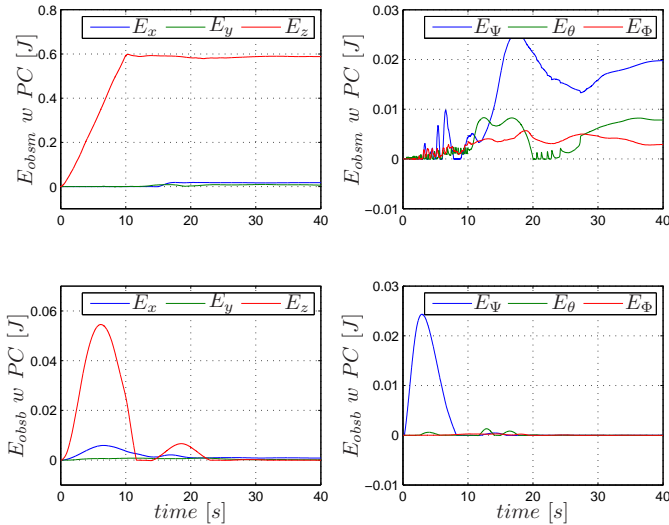 E_x E_y E_z
0.8
0.6
0.4
0.2
0
0 10 20 30 40
E_obsm w PC [J]
E_Ψ E_θ E_Φ
0.03
0.02
0.01
0
−0.01
0 10 20 30 40
E_obsm w PC [J]
E_x E_y E_z
0.06
0.04
0.02
0
0 10 20 30 40
E_obsb w PC [J]
time [s]
E_Ψ E_θ E_Φ
0.03
0.02
0.01
0
−0.01
0 10 20 30 40
E_obsb w PC [J]
time [s]